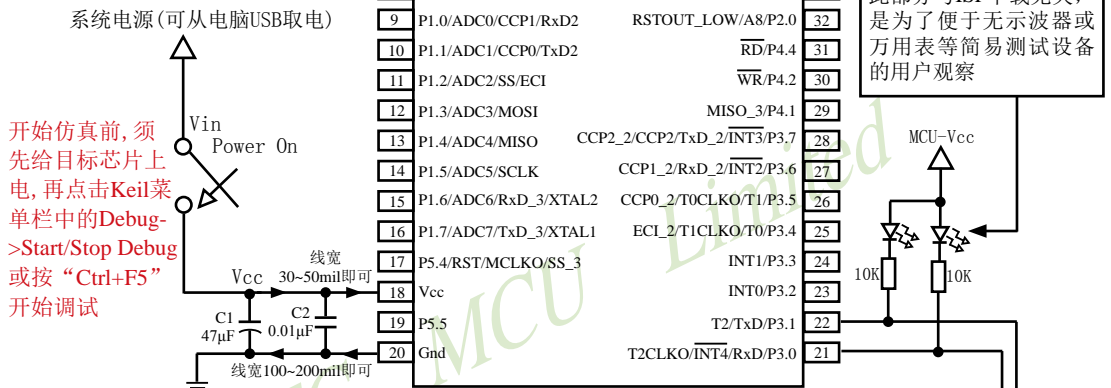 系统电源(可从电脑USB取电)
是为了便于无示波器或
万用表等简易测试设备
的用户观察
9 P1.0/ADC0/CCP1/RxD2
RSTOUT_LOW/A8/P2.0 32
10 P1.1/ADC1/CCP0/TxD2
RD/P4.4 31
11 P1.2/ADC2/SS/ECI
WR/P4.2 30
12 P1.3/ADC3/MOSI
MISO_3/P4.1 29
13 P1.4/ADC4/MISO
CCP2_2/CCP2/TxD_2/INT3/P3.7 28
14 P1.5/ADC5/SCLK
CCP1_2/RxD_2/INT2/P3.6 27
15 P1.6/ADC6/RxD_3/XTAL2
CCP0_2/T0CLKO/T1/P3.5 26
16 P1.7/ADC7/TxD_3/XTAL1
ECI_2/T1CLKO/T0/P3.4 25
17 P5.4/RST/MCLKO/SS_3
INT1/P3.3 24
18 Vcc
INT0/P3.2 23
19 P5.5
T2/TxD/P3.1 22
20 Gnd
T2CLKO/INT4/RxD/P3.0 21
Vin
Power On
开始仿真前,须
先给目标芯片上
电,再点击Keil菜
单栏中的Debug-
>Start/Stop Debug
或按“Ctrl+F5”
开始调试
线宽
30~50mil即可
Vcc
C1
47μF
C2
0.01μF
线宽100~200mil即可
MCU-Vcc
10K
10K
MCU Limited